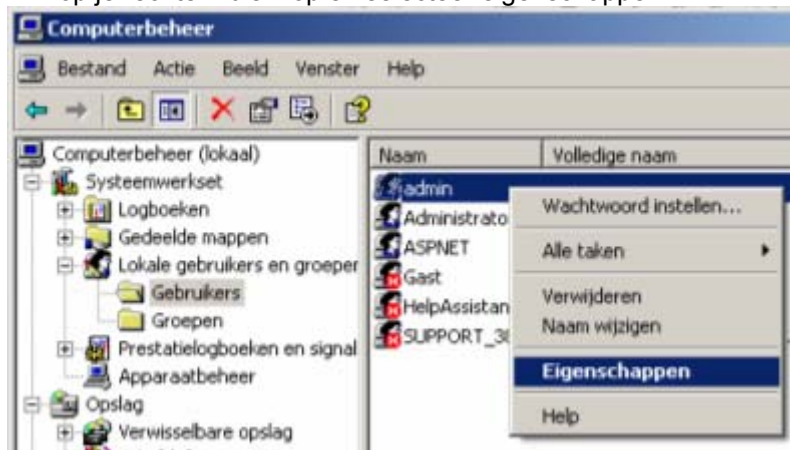 Computerbeheer
Bestand Actie Beeld Venster Help
Computerbeheer (lokaal)
Systeemwerkset
Logboeken
Gedeelde mappen
Lokale gebruikers en groeper
Gebruikers
Groepen
Prestatielogboeken en signal
Apparaatbeheer
Opslag
Verwisselbare opslag
Naam Volledige naam
admin
Administrato
ASPNET
Gast
HelpAssistan
SUPPORT_38
Wachtwoord instellen...
Alle taken
Verwijderen
Naam wijzigen
Eigenschappen
Help